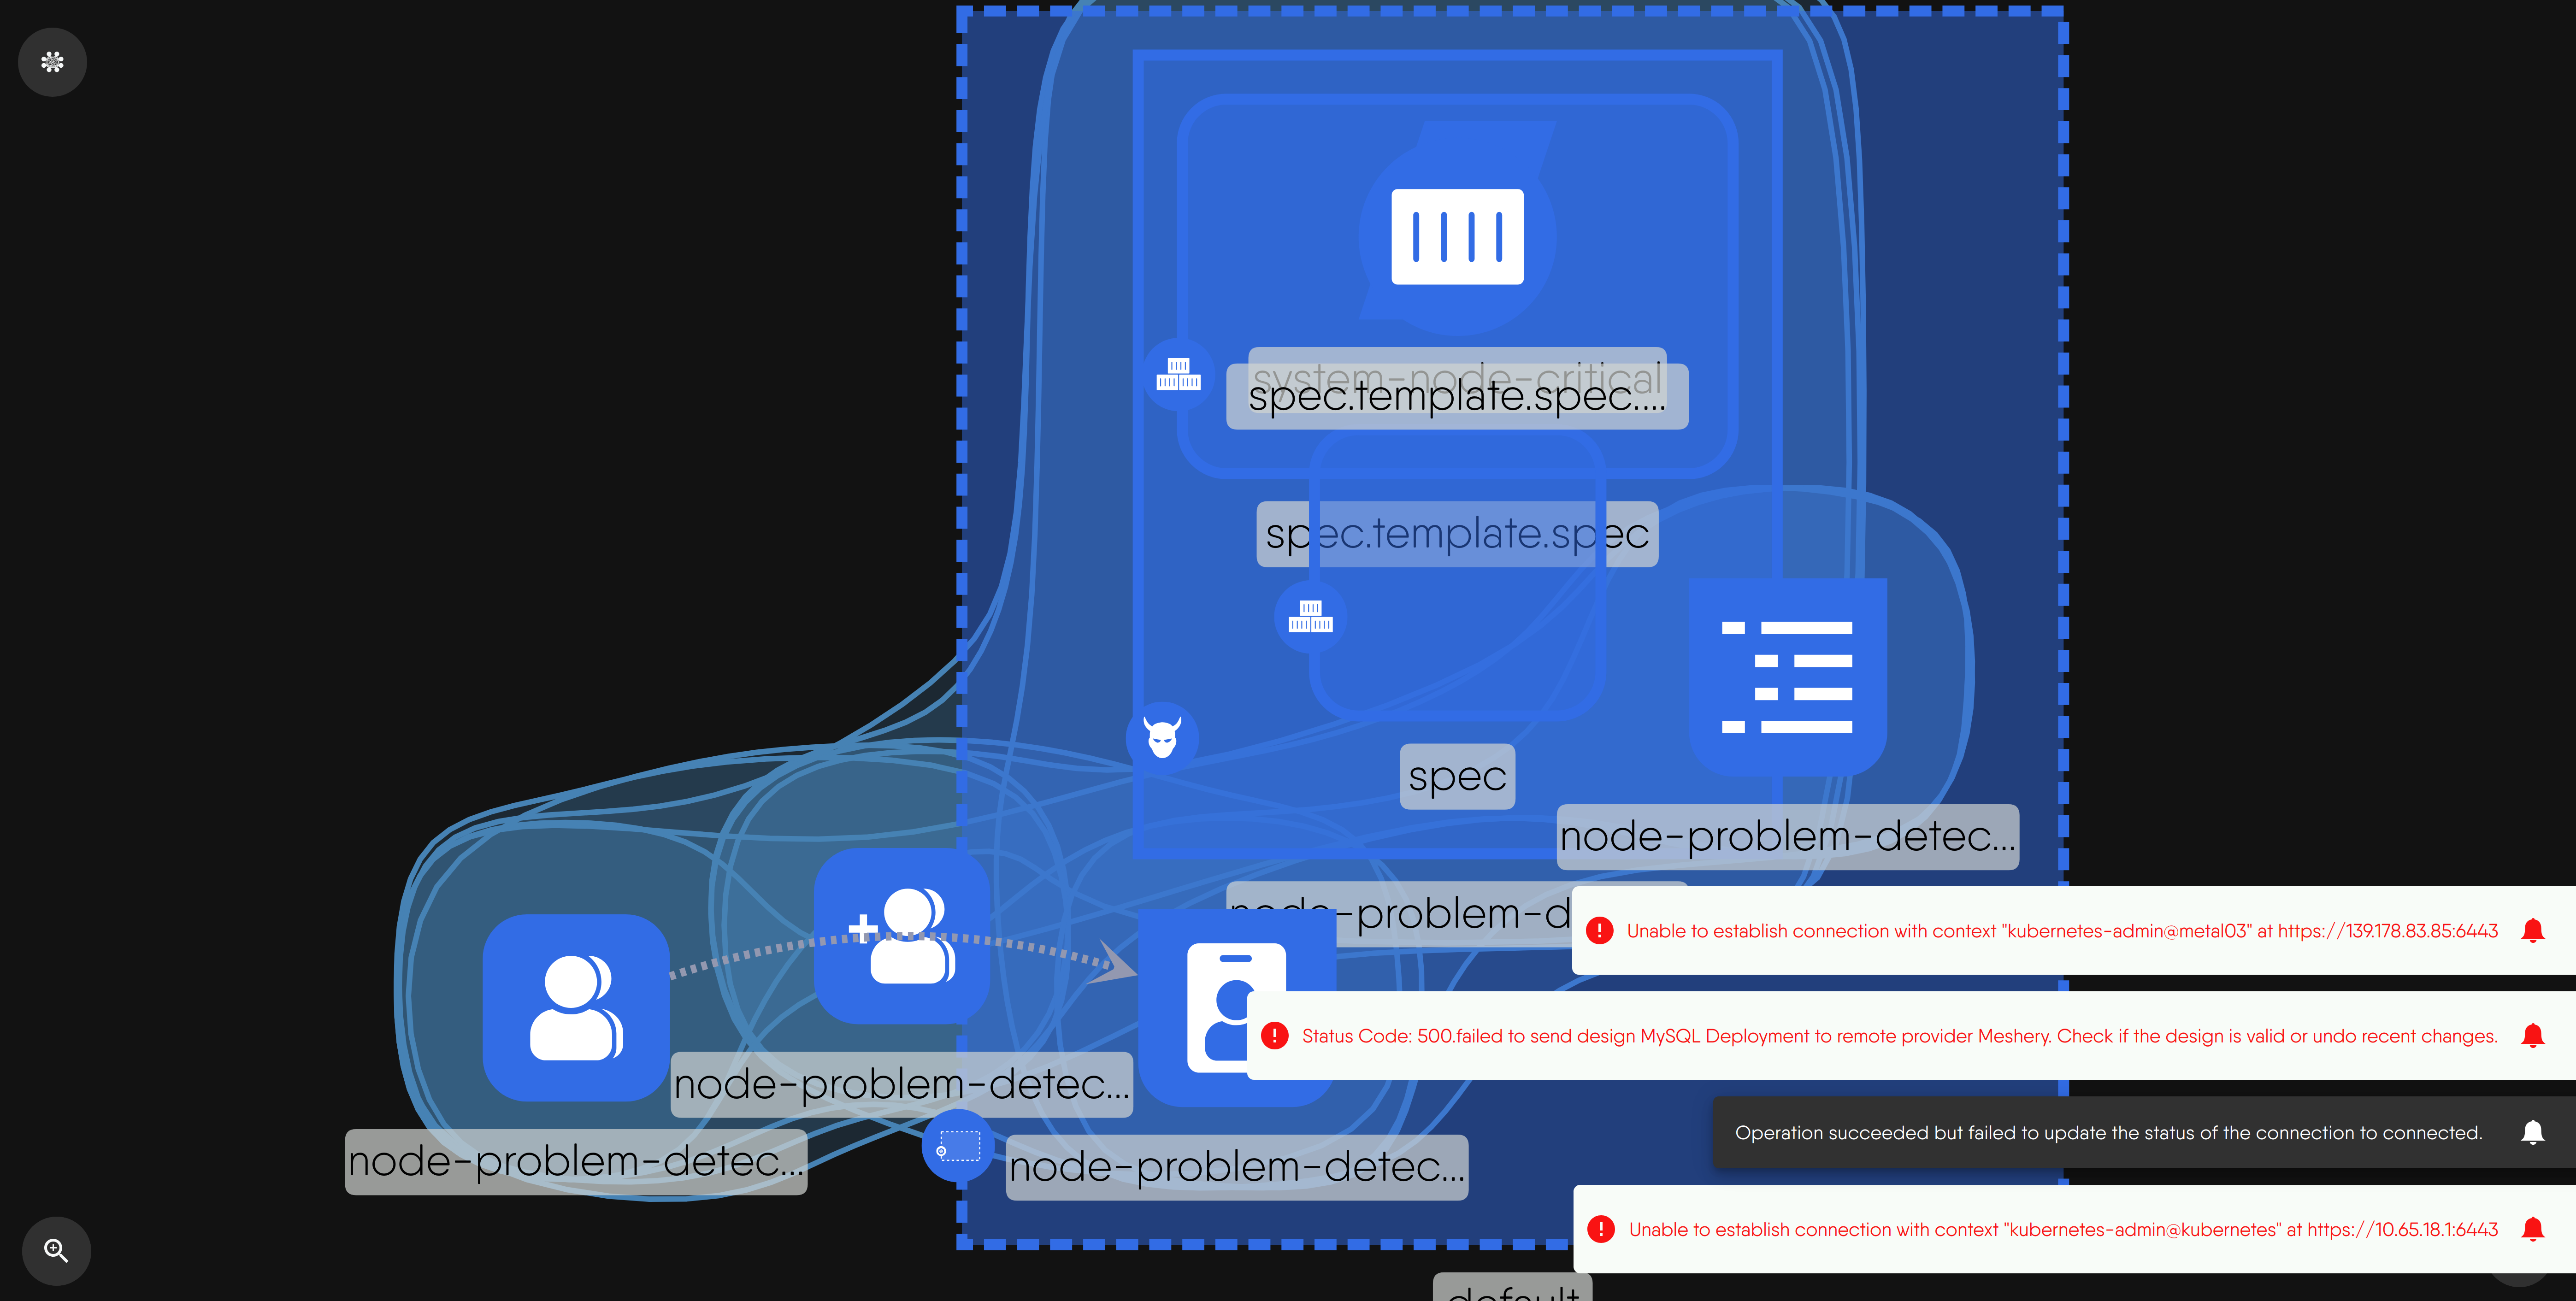 system-node-critical
spec.template.spec....
spec.template.spec
spec
node-problem-detec...
node-problem-d
Unable to establish connection with context "kubernetes-admin@metal03" at https://139.178.83.85:6443
Status Code: 500.failed to send design MySQL Deployment to remote provider Meshery. Check if the design is valid or undo recent changes.
node-problem-detec...
Operation succeeded but failed to update the status of the connection to connected.
node-problem-detec...
node-problem-detec...
Unable to establish connection with context "kubernetes-admin@kubernetes" at https://10.65.18.1:6443
default